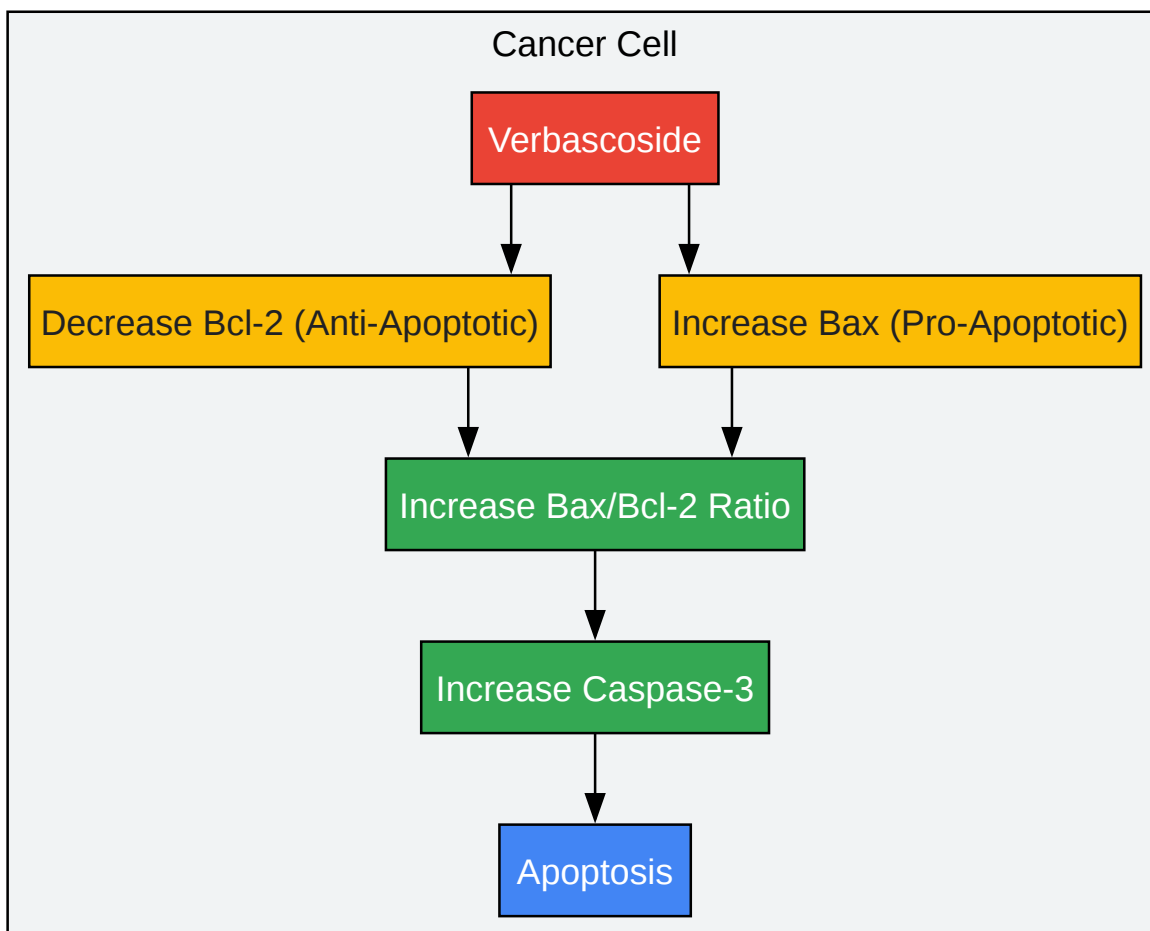 Cancer Cell
Verbascoside
Decrease Bcl-2 (Anti-Apoptotic)
Increase Bax (Pro-Apoptotic)
Increase Bax/Bcl-2 Ratio
Increase Caspase-3
Apoptosis